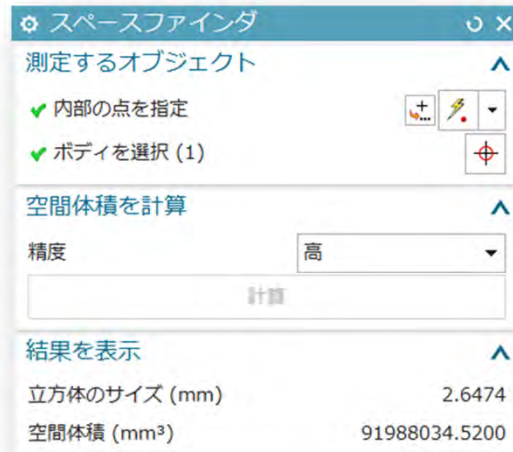 スペースファインダ
測定するオブジェクト
内部の点を指定
ボディを選択 (1)
空間体積を計算
精度 高
計算
結果を表示
立方体のサイズ (mm) 2.6474
空間体積 (mm³) 91988034.5200